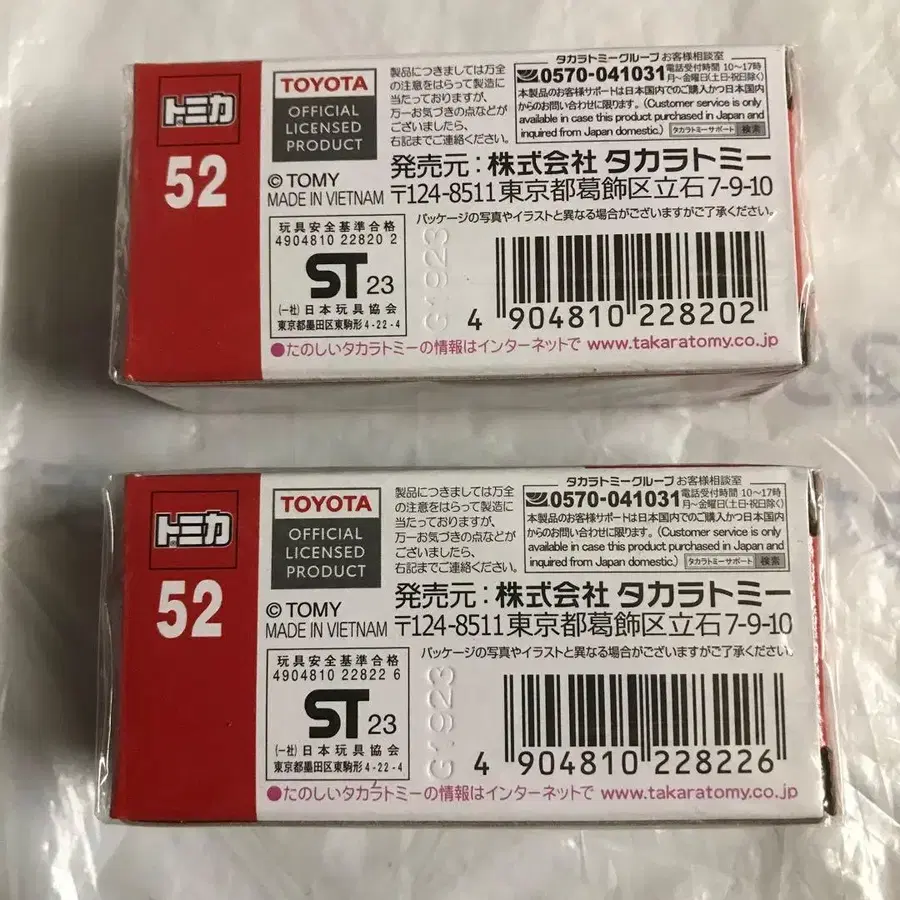 トミカ
52
TOYOTA
OFFICIAL
LICENSED
PRODUCT
製品につきましては万全
の注意をはらって製造に
当たっておりますが、
万一お気づきの点などが
ございましたら、
右記までご連絡ください。
タカラトミーグループお客様相談室
0570-041031
電話受付時間 10〜17時
月〜金曜日(土・日・祝日除く)
本製品のお客様サポートは日本国内でのご購入かつ日本国内
からのお問い合わせに限ります。(Customer service is only
available in case this product purchased in Japan and
inquired from Japan domestic.) タカラトミーサポート 検索
発売元：株式会社 タカラトミー
© TOMY
MADE IN VIETNAM
〒124-8511 東京都葛飾区立石7-9-10
パッケージの写真やイラストと異なる場合がございますがご了承ください。
玩具安全基準合格
4904810 22820 2
ST 23
(一社)日本玩具協会
東京都墨田区東駒形4-22-4
G1923
4 904810 228202
●たのしいタカラトミーの情報はインターネットで www.takaratomy.co.jp
トミカ
52
TOYOTA
OFFICIAL
LICENSED
PRODUCT
製品につきましては万全
の注意をはらって製造に
当たっておりますが、
万一お気づきの点などが
ございましたら、
右記までご連絡ください。
タカラトミーグループお客様相談室
0570-041031
電話受付時間 10〜17時
月〜金曜日(土・日・祝日除く)
本製品のお客様サポートは日本国内でのご購入かつ日本国内
からのお問い合わせに限ります。(Customer service is only
available in case this product purchased in Japan and
inquired from Japan domestic.) タカラトミーサポート 検索
発売元：株式会社 タカラトミー
© TOMY
MADE IN VIETNAM
〒124-8511 東京都葛飾区立石7-9-10
パッケージの写真やイラストと異なる場合がございますがご了承ください。
玩具安全基準合格
4904810 22822 6
ST 23
(一社)日本玩具協会
東京都墨田区東駒形4-22-4
G1923
4 904810 228226
●たのしいタカラトミーの情報はインターネットで www.takaratomy.co.jp